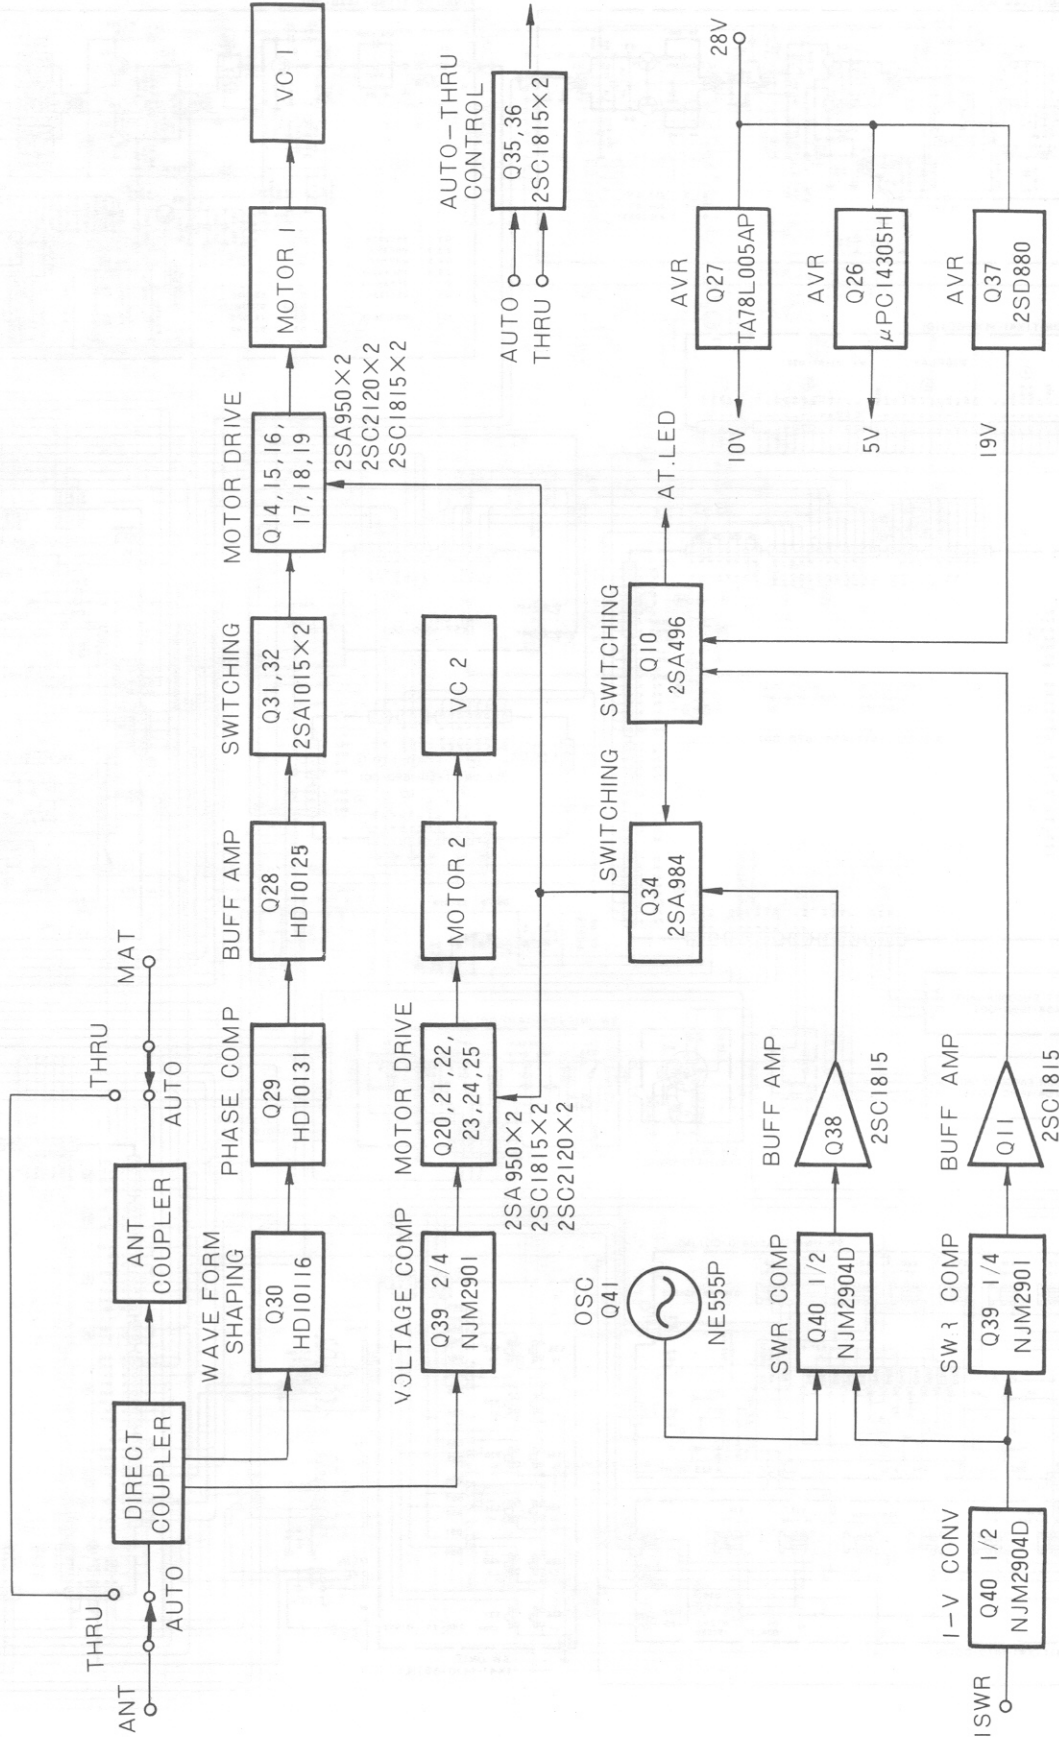 ANT
THRU
AUTO
DIRECT
COUPLER
ANT
COUPLER
THRU
AUTO
MAT
WAVE FORM
SHAPING
Q30
HD10116
PHASE COMP
Q29
HD10131
BUFF AMP
Q28
HD10125
SWITCHING
Q31,32
2SA1015×2
MOTOR DRIVE
Q14,15,16,
17,18,19
2SA950×2
2SC2120×2
2SC1815×2
MOTOR 1
VC 1
VOLTAGE COMP
Q39 2/4
NJM2901
MOTOR DRIVE
Q20,21,22,
23,24,25
2SA950×2
2SC1815×2
2SC2120×2
MOTOR 2
VC 2
AUTO-THRU
CONTROL
AUTO
THRU
Q35,36
2SC1815×2
OSC
Q41
NE555P
SWR COMP
Q40 1/2
NJM2904D
BUFF AMP
Q38
2SC1815
SWITCHING
Q34
2SA984
SWITCHING
Q10
2SA496
AT.LED
I-V CONV
ISWR
Q40 1/2
NJM2904D
SWR COMP
Q39 1/4
NJM2901
BUFF AMP
Q11
2SC1815
28V
AVR
Q27
TA78L005AP
10V
AVR
Q26
μPC14305H
5V
AVR
Q37
2SD880
19V